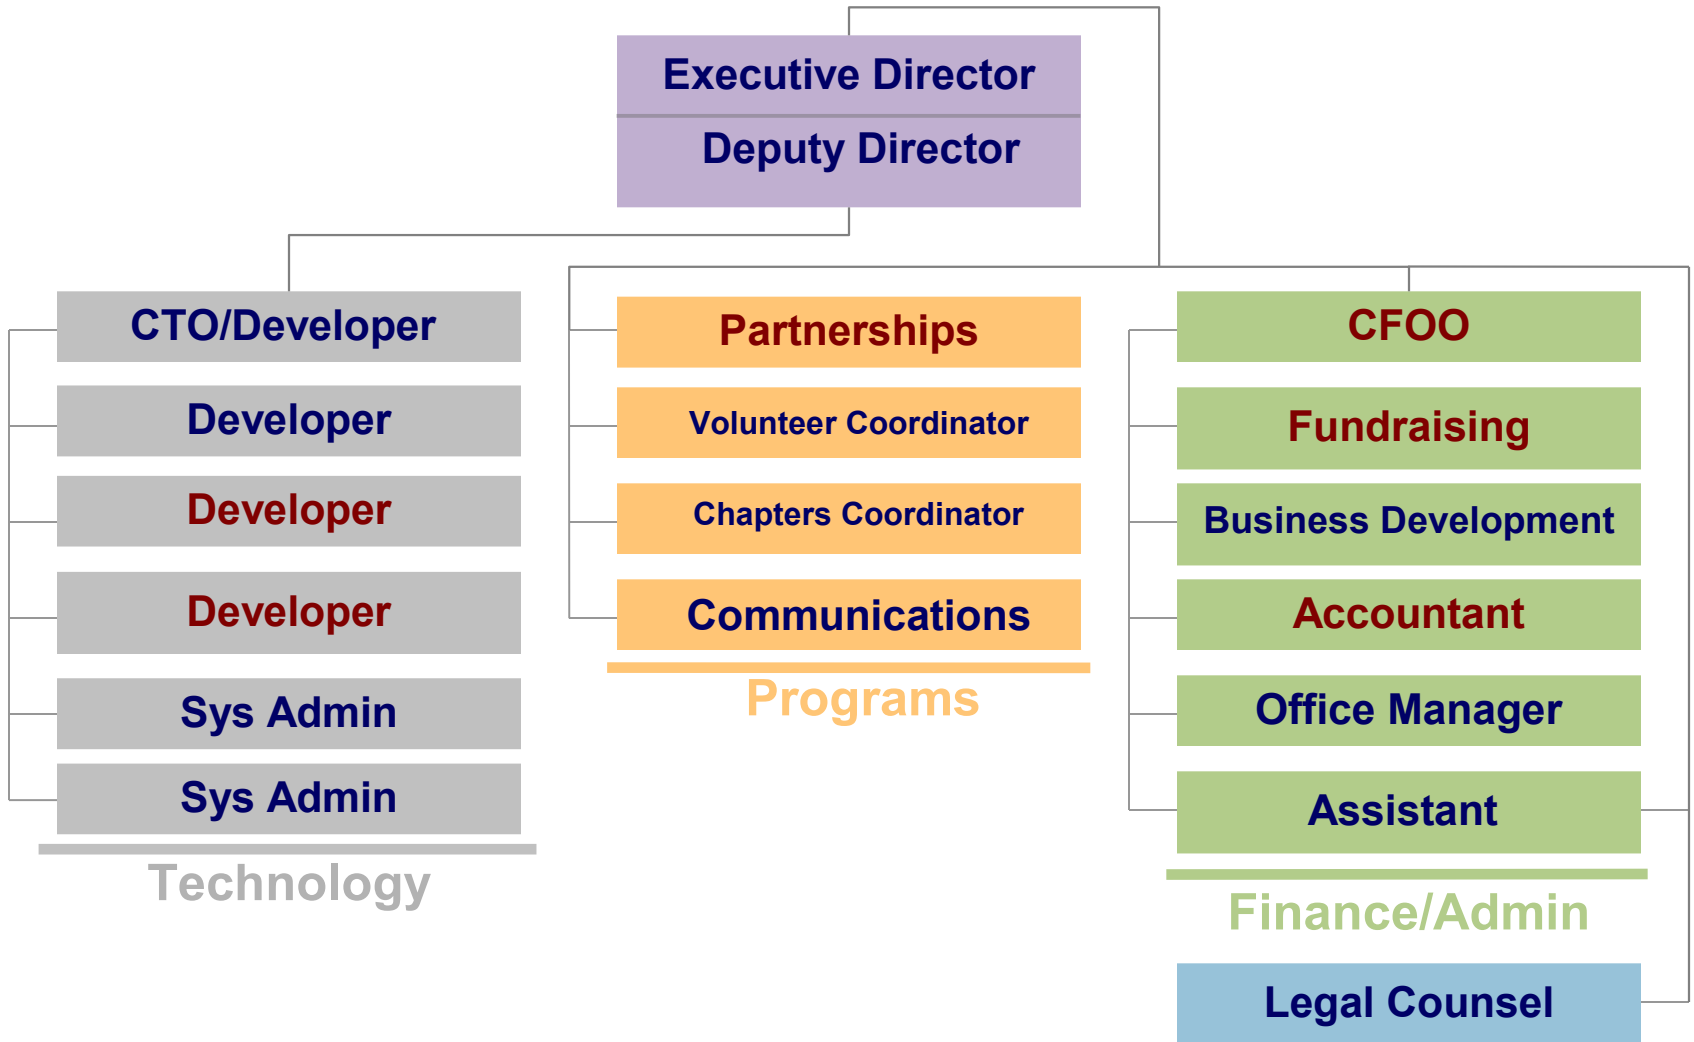 Executive Director
Deputy Director
CTO/Developer
Developer
Developer
Developer
Sys Admin
Sys Admin
Technology
Partnerships
Volunteer Coordinator
Chapters Coordinator
Communications
Programs
CFOO
Fundraising
Business Development
Accountant
Office Manager
Assistant
Finance/Admin
Legal Counsel